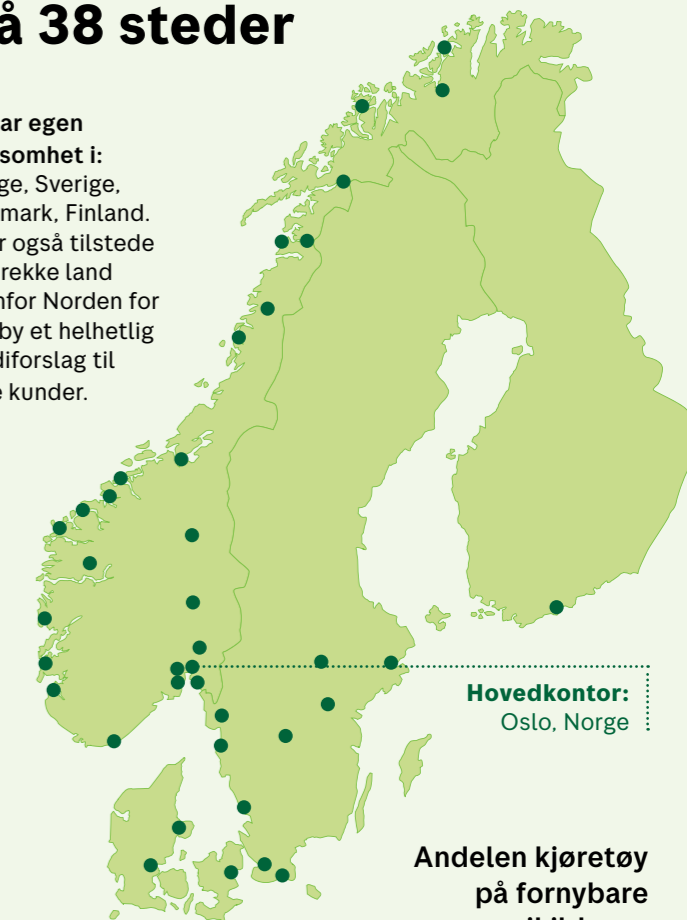 å 38 steder
ar egen
somhet i:
ge, Sverige,
mark, Finland.
r også tilstede
rekke land
nfor Norden for
by et helhetlig
diforslag til
e kunder.
Hovedkontor:
Oslo, Norge
Andelen kjøretøy
på fornybare